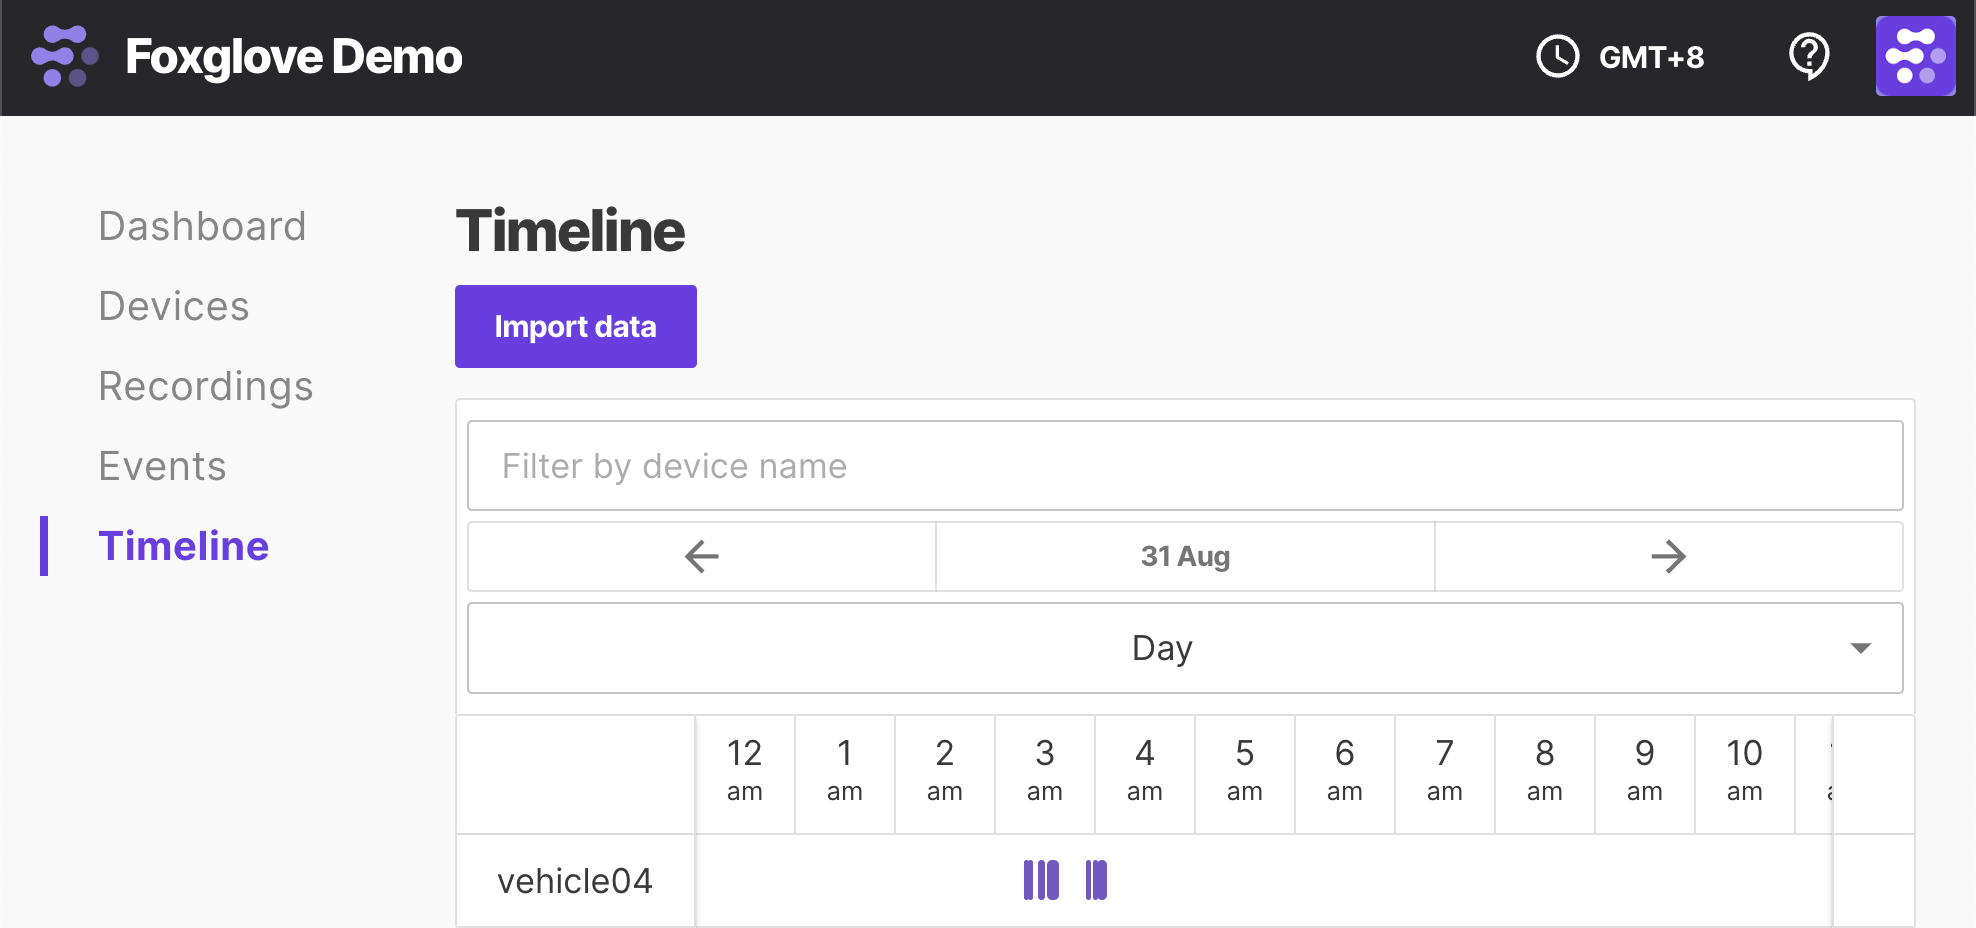 Foxglove Demo
GMT+8
Dashboard
Devices
Recordings
Events
Timeline
Timeline
Import data
Filter by device name
31 Aug
Day
12 am
1 am
2 am
3 am
4 am
5 am
6 am
7 am
8 am
9 am
10 am
vehicle04